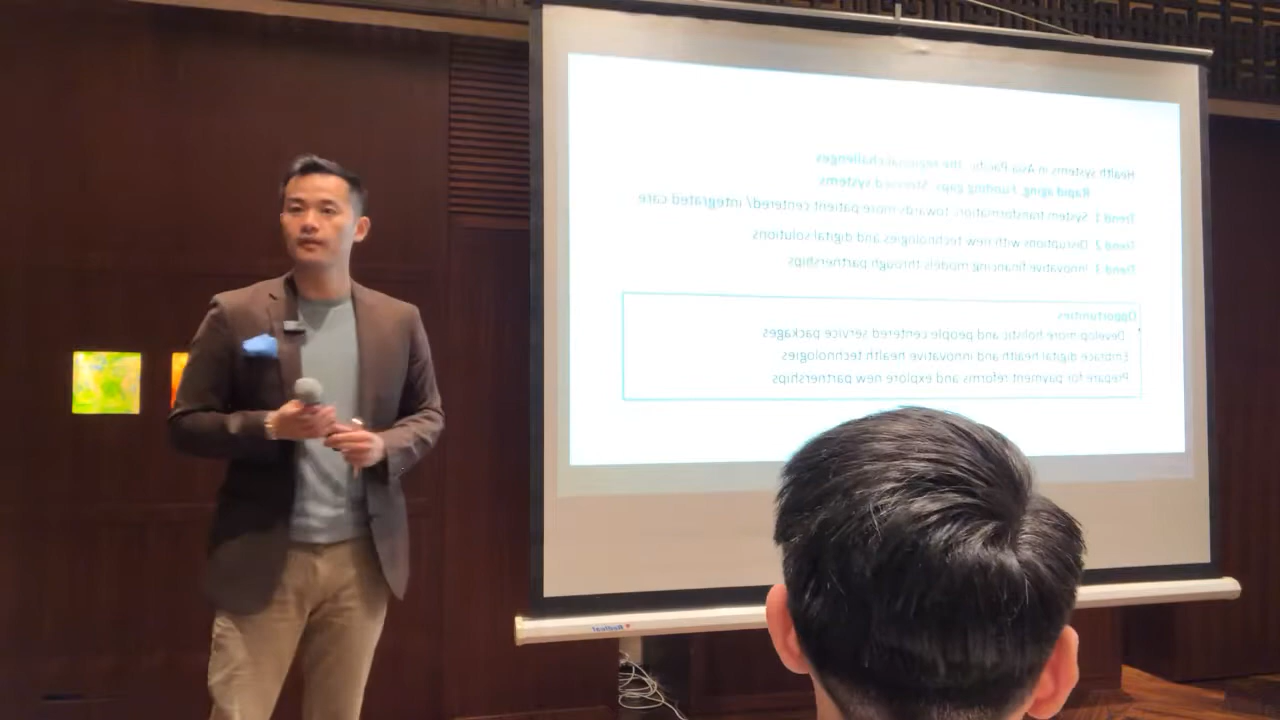 Health systems in Asia Pacific: the regional challenges
Rapid aging, Funding gaps, Stressed systems
Trend 1 System transformation: towards more patient centered/integrated care
Trend 2 Disruptions with new technologies and digital solutions
Trend 3 Innovative financing models through partnerships
Opportunities
Develop more holistic and people centered service packages
Embrace digital health and innovative health technologies
Prepare for payment reforms and explore new partnerships